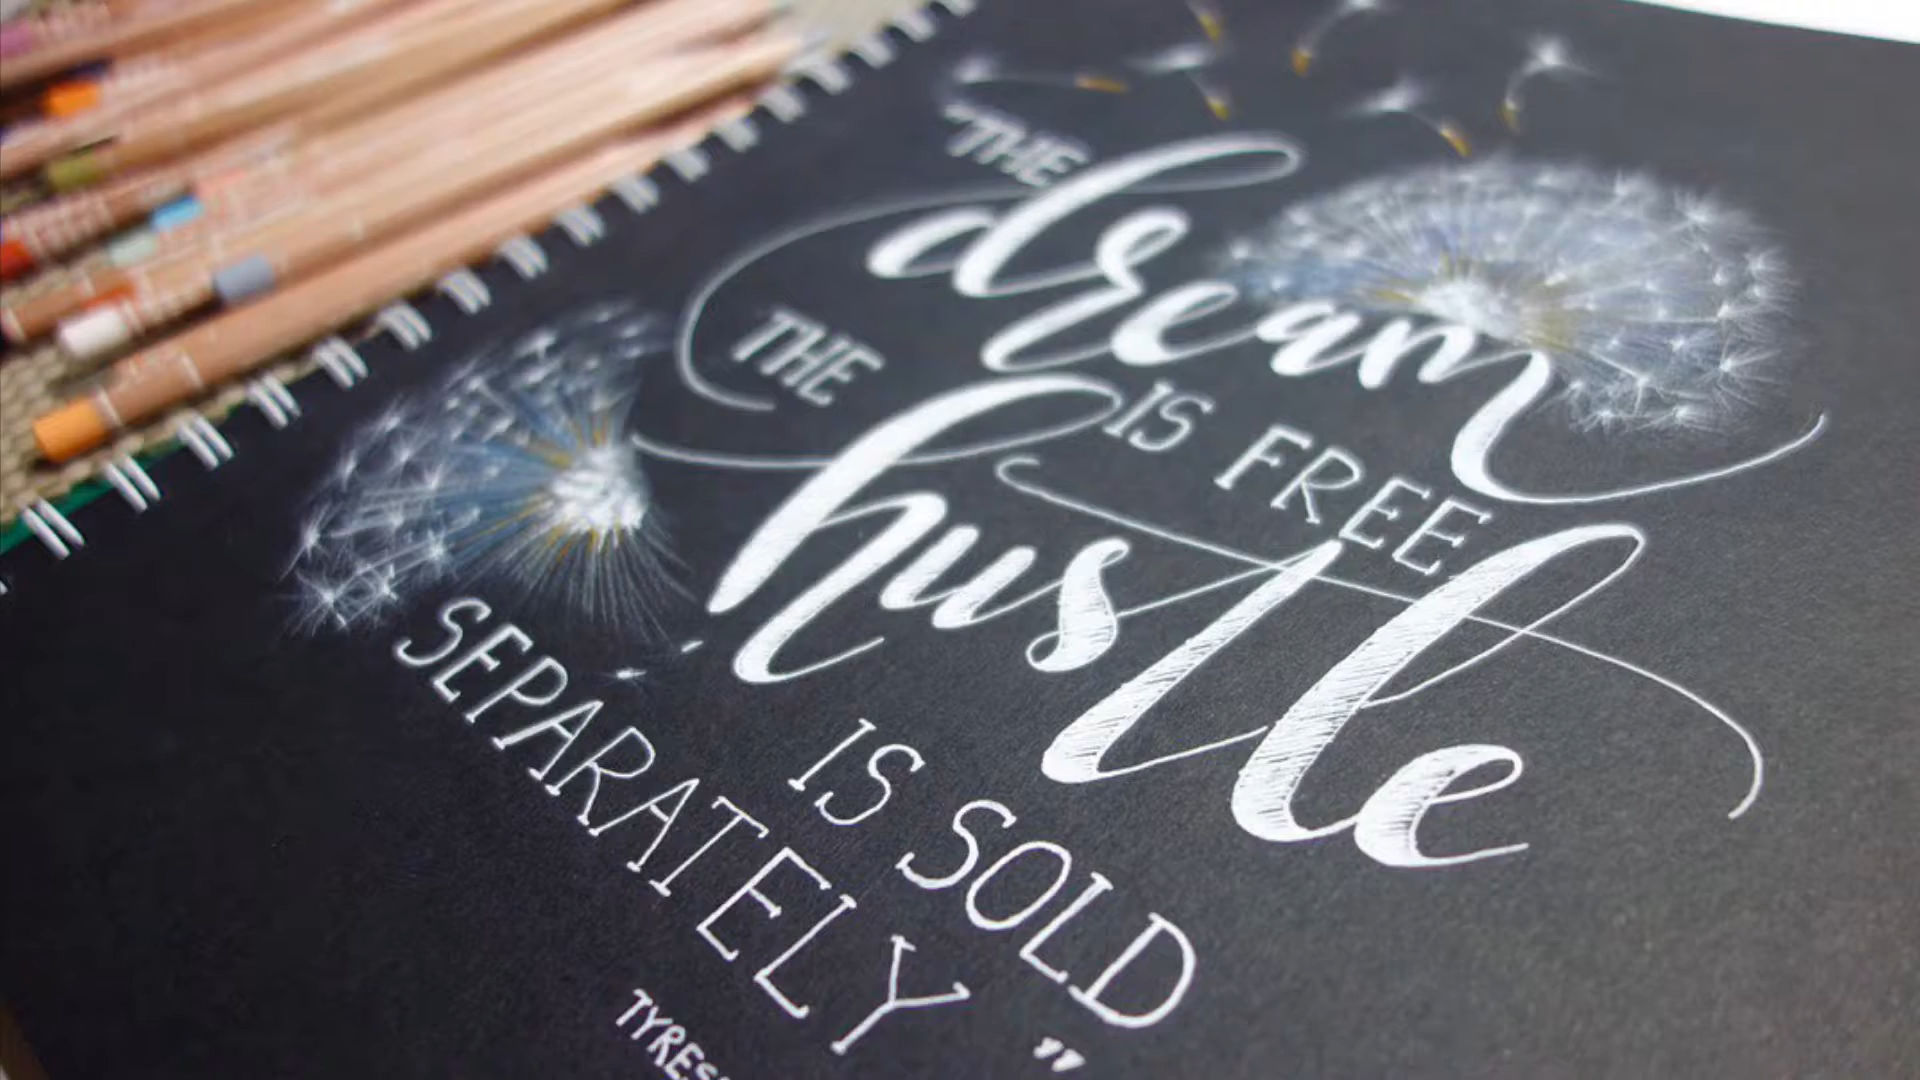 "THE
dream
IS FREE
THE
hustle
IS SOLD
SEPARATELY"